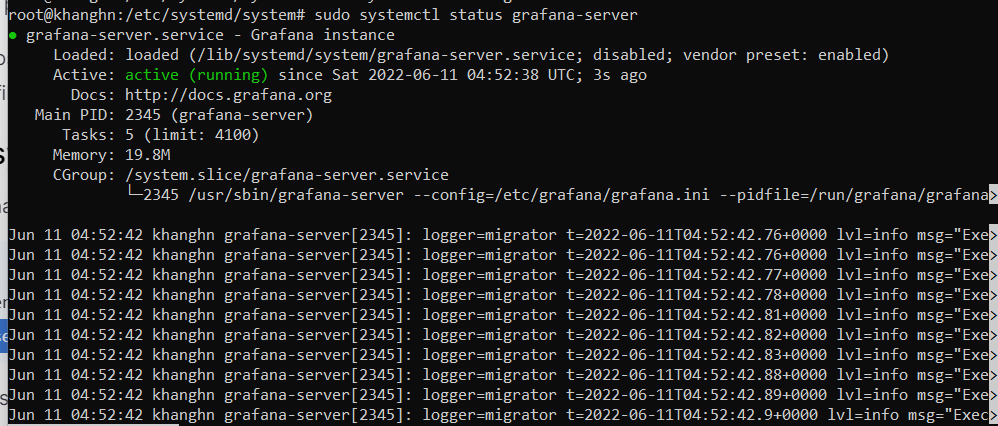 root@khanghn:/etc/systemd/system# sudo systemctl status grafana-server
● grafana-server.service - Grafana instance
Loaded: loaded (/lib/systemd/system/grafana-server.service; disabled; vendor preset: enabled)
Active: active (running) since Sat 2022-06-11 04:52:38 UTC; 3s ago
Docs: http://docs.grafana.org
Main PID: 2345 (grafana-server)
Tasks: 5 (limit: 4100)
Memory: 19.8M
CGroup: /system.slice/grafana-server.service
└─2345 /usr/sbin/grafana-server --config=/etc/grafana/grafana.ini --pidfile=/run/grafana/grafana>
Jun 11 04:52:42 khanghn grafana-server[2345]: logger=migrator t=2022-06-11T04:52:42.76+0000 lvl=info msg="Exe>
Jun 11 04:52:42 khanghn grafana-server[2345]: logger=migrator t=2022-06-11T04:52:42.76+0000 lvl=info msg="Exe>
Jun 11 04:52:42 khanghn grafana-server[2345]: logger=migrator t=2022-06-11T04:52:42.77+0000 lvl=info msg="Exe>
Jun 11 04:52:42 khanghn grafana-server[2345]: logger=migrator t=2022-06-11T04:52:42.78+0000 lvl=info msg="Exe>
Jun 11 04:52:42 khanghn grafana-server[2345]: logger=migrator t=2022-06-11T04:52:42.81+0000 lvl=info msg="Exe>
Jun 11 04:52:42 khanghn grafana-server[2345]: logger=migrator t=2022-06-11T04:52:42.82+0000 lvl=info msg="Exe>
Jun 11 04:52:42 khanghn grafana-server[2345]: logger=migrator t=2022-06-11T04:52:42.83+0000 lvl=info msg="Exe>
Jun 11 04:52:42 khanghn grafana-server[2345]: logger=migrator t=2022-06-11T04:52:42.88+0000 lvl=info msg="Exe>
Jun 11 04:52:42 khanghn grafana-server[2345]: logger=migrator t=2022-06-11T04:52:42.89+0000 lvl=info msg="Exe>
Jun 11 04:52:42 khanghn grafana-server[2345]: logger=migrator t=2022-06-11T04:52:42.9+0000 lvl=info msg="Exec>